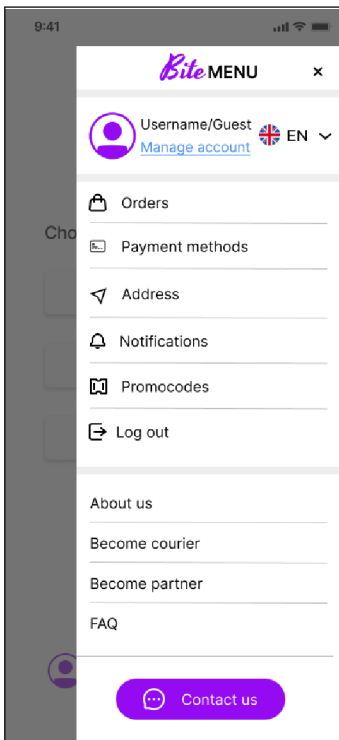 9:41
Bite MENU ×
Username/Guest
EN
Manage account
Cho
Orders
Payment methods
Address
Notifications
Promocodes
Log out
About us
Become courier
Become partner
FAQ
Contact us